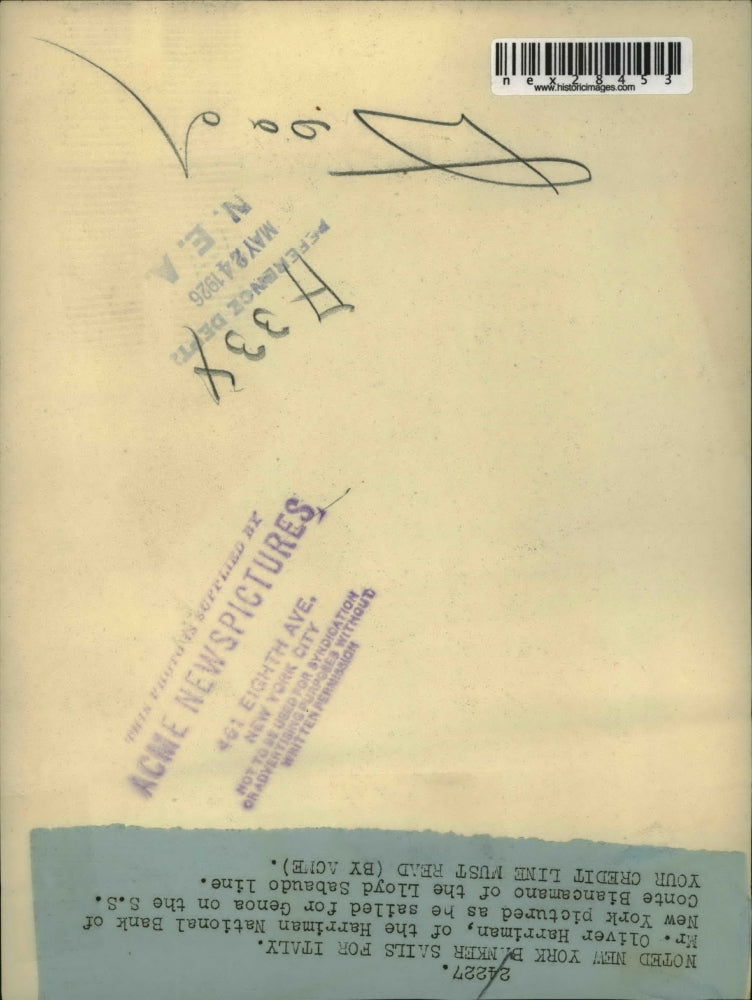 nex28453
www.historicimages.com
N. E. A.
MAY 24 1926
REFERENCE DEPT.
H 334
THIS PHOTO IS SUPPLIED BY
ACME NEWSPICTURES
461 EIGHTH AVE.
NEW YORK CITY
NOT TO BE USED FOR SYNDICATION
OR ADVERTISING PURPOSES WITHOUT
WRITTEN PERMISSION
24227.
NOTED NEW YORK BANKER SAILS FOR ITALY.
Mr. Oliver Harriman, of the Harriman National Bank of
New York pictured as he sailed for Genoa on the S.S.
Conte Biancamano of the Lloyd Sabaudo line.
YOUR CREDIT LINE MUST READ (BY ACME).